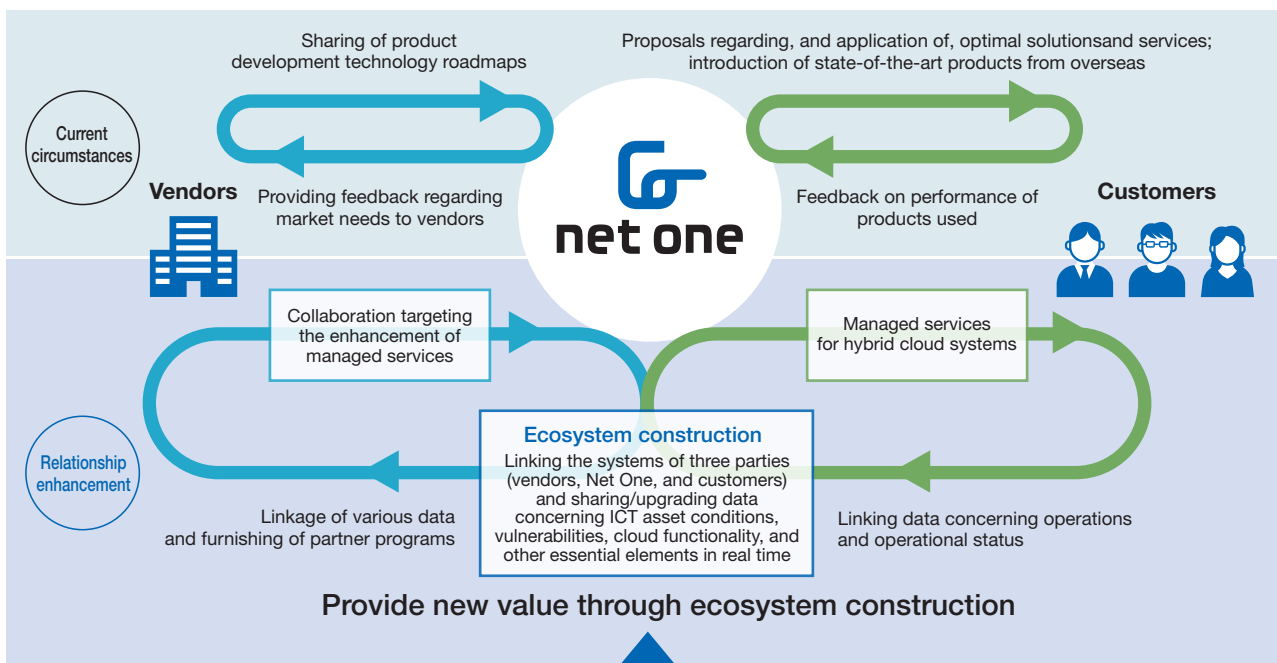 Sharing of product
development technology roadmaps
Proposals regarding, and application of, optimal solutionsand services;
introduction of state-of-the-art products from overseas
Current
circumstances
Vendors
Providing feedback regarding
market needs to vendors
net one
Feedback on performance of
products used
Customers
Collaboration targeting
the enhancement of
managed services
Managed services
for hybrid cloud systems
Relationship
enhancement
Ecosystem construction
Linking the systems of three parties
(vendors, Net One, and customers)
and sharing/upgrading data
concerning ICT asset conditions,
vulnerabilities, cloud functionality, and
other essential elements in real time
Linkage of various data
and furnishing of partner programs
Linking data concerning operations
and operational status
Provide new value through ecosystem construction